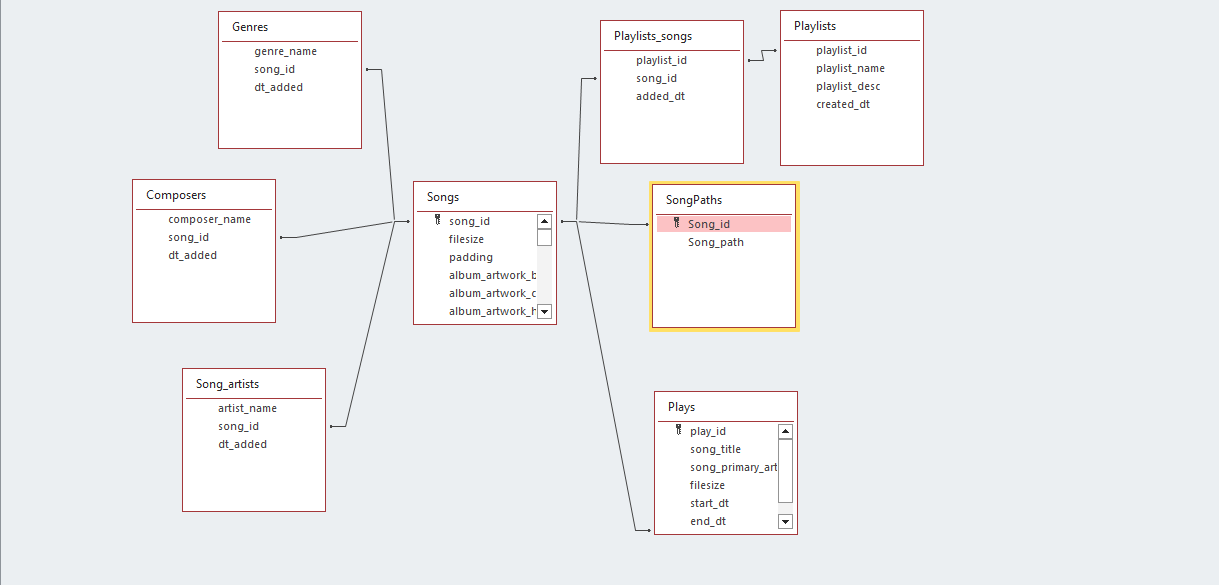 Genres
genre_name
song_id
dt_added
Playlists_songs
playlist_id
song_id
added_dt
Playlists
playlist_id
playlist_name
playlist_desc
created_dt
Composers
composer_name
song_id
dt_added
Songs
song_id
filesize
padding
album_artwork_b
album_artwork_c
album_artwork_h
SongPaths
Song_id
Song_path
Song_artists
artist_name
song_id
dt_added
Plays
play_id
song_title
song_primary_art
filesize
start_dt
end_dt